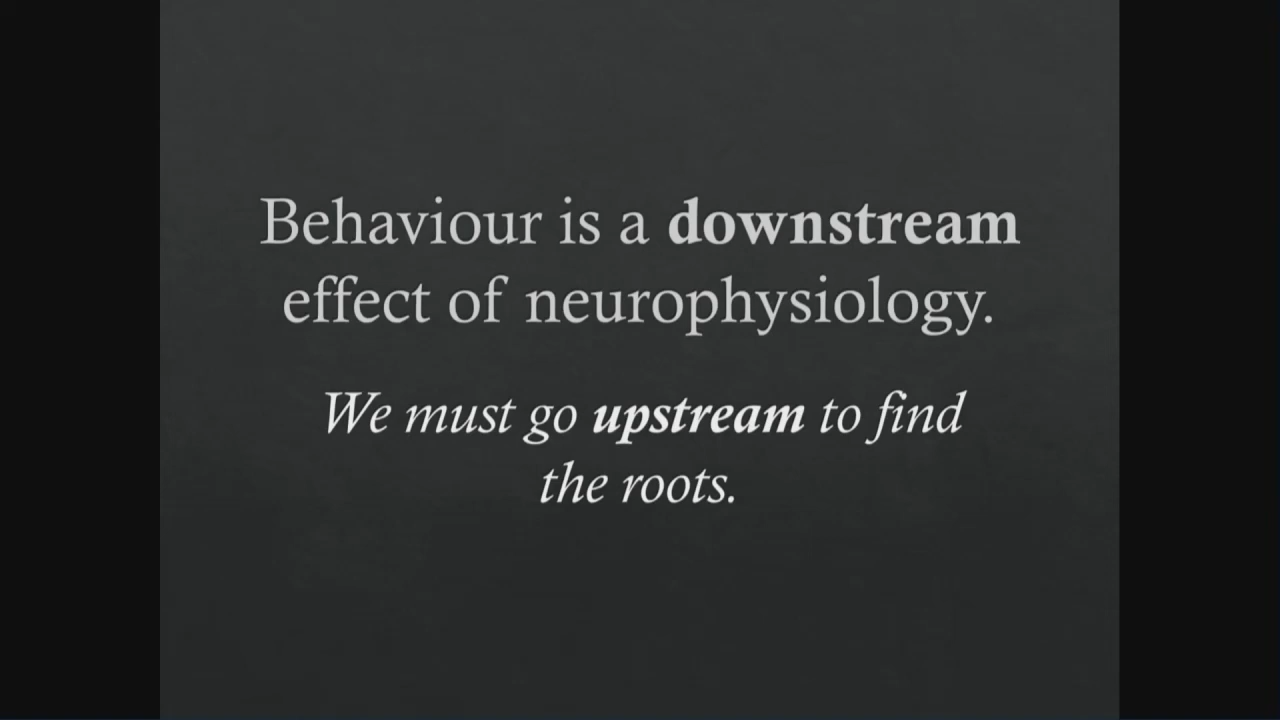 Behaviour is a downstream
effect of neurophysiology.
We must go upstream to find
the roots.